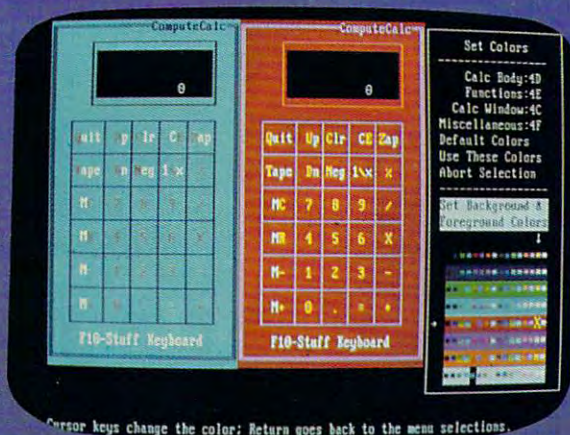 ComputeCalc
0
Quit Up Clr CE Zap
Tape Dn Neg 1\x
F10-Stuff Keyboard
ComputeCalc
0
Quit Up Clr CE Zap
Tape Dn Neg 1\x %
MC 7 8 9 /
MR 4 5 6 X
M- 1 2 3 -
M+ 0 . = +
F10-Stuff Keyboard
Set Colors
Calc Body:4D
Functions:4E
Calc Window:4C
Miscellaneous:4F
Default Colors
Use These Colors
Abort Selection
Set Background &
Foreground Colors
Cursor keys change the color; Return goes back to the menu selections.